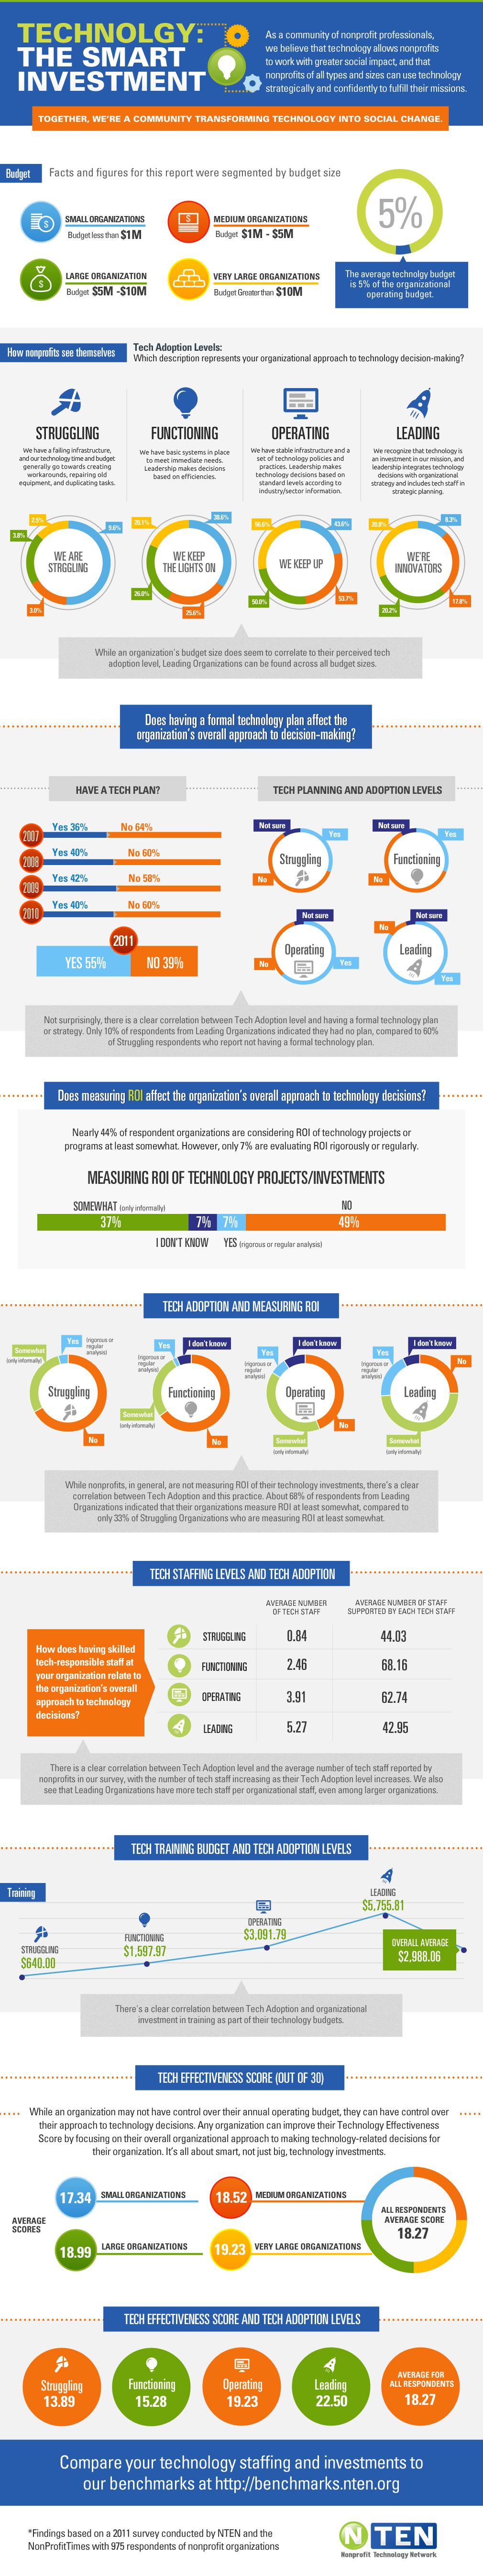 TECHNOLGY:
THE SMART
INVESTMENT
As a community of nonprofit professionals,
we believe that technology allows nonprofits
to work with greater social impact, and that
nonprofits of all types and sizes can use technology
strategically and confidently to fulfill their missions.
TOGETHER, WE'RE A COMMUNITY TRANSFORMING TECHNOLOGY INTO SOCIAL CHANGE.
Budget
Facts and figures for this report were segmented by budget size
SMALL ORGANIZATIONS
Budget less than $1M
MEDIUM ORGANIZATIONS
Budget $1M - $5M
LARGE ORGANIZATION
Budget $5M -$10M
VERY LARGE ORGANIZATIONS
Budget Greater than $10M
5%
The average technolgy budget
is 5% of the organizational
operating budget.
How nonprofits see themselves
Tech Adoption Levels:
Which description represents your organizational approach to technology decision-making?
STRUGGLING
We have a failing infrastructure,
and our technology time and budget
generally go towards creating
workarounds, repairing old
equipment, and duplicating tasks.
FUNCTIONING
We have basic systems in place
to meet immediate needs.
Leadership makes decisions
based on efficiencies.
OPERATING
We have stable infrastructure and a
set of technology policies and
practices. Leadership makes
technology decisions based on
standard levels according to
industry/sector information.
LEADING
We recognize that technology is
an investment in our mission, and
leadership integrates technology
decisions with organizational
strategy and includes tech staff in
strategic planning.
2.5%
9.6%
3.8%
WE ARE
STRGGLING
3.0%
20.1%
38.6%
WE KEEP
THE LIGHTS ON
26.0%
25.6%
56.6%
43.6%
WE KEEP UP
50.0%
53.7%
20.8%
8.3%
WE'RE
INNOVATORS
20.2%
17.8%
While an organization's budget size does seem to correlate to their perceived tech
adoption level, Leading Organizations can be found across all budget sizes.
Does having a formal technology plan affect the
organization's overall approach to decision-making?
HAVE A TECH PLAN?
2007
Yes 36%
No 64%
2008
Yes 40%
No 60%
2009
Yes 42%
No 58%
2010
Yes 40%
No 60%
2011
YES 55%
NO 39%
TECH PLANNING AND ADOPTION LEVELS
Not sure
Yes
Struggling
No
Not sure
Yes
Functioning
No
Not sure
Operating
No
Yes
Not sure
No
Leading
Yes
Not surprisingly, there is a clear correlation between Tech Adoption level and having a formal technology plan
or strategy. Only 10% of respondents from Leading Organizations indicated they had no plan, compared to 60%
of Struggling respondents who report not having a formal technology plan.
Does measuring ROI affect the organization's overall approach to technology decisions?
Nearly 44% of respondent organizations are considering ROI of technology projects or
programs at least somewhat. However, only 7% are evaluating ROI rigorously or regularly.
MEASURING ROI OF TECHNOLOGY PROJECTS/INVESTMENTS
SOMEWHAT (only informally)
NO
37%
7%
7%
49%
I DON'T KNOW
YES (rigorous or regular analysis)
TECH ADOPTION AND MEASURING ROI
Yes
(rigorous or
regular
analysis)
Somewhat
(only informally)
Struggling
No
Yes
(rigorous or
regular
analysis)
I don't know
Functioning
Somewhat
(only informally)
No
Yes
(rigorous or
regular
analysis)
I don't know
Operating
No
Somewhat
(only informally)
Yes
(rigorous or
regular
analysis)
I don't know
No
Leading
Somewhat
(only informally)
While nonprofits, in general, are not measuring ROI of their technology investments, there's a clear
correlation between Tech Adoption and this practice. About 68% of respondents from Leading
Organizations indicated that their organizations measure ROI at least somewhat, compared to
only 33% of Struggling Organizations who are measuring ROI at least somewhat.
TECH STAFFING LEVELS AND TECH ADOPTION
How does having skilled
tech-responsible staff at
your organization relate to
the organization's overall
approach to technology
decisions?
AVERAGE NUMBER
OF TECH STAFF
AVERAGE NUMBER OF STAFF
SUPPORTED BY EACH TECH STAFF
STRUGGLING 0.84 44.03
FUNCTIONING 2.46 68.16
OPERATING 3.91 62.74
LEADING 5.27 42.95
There is a clear correlation between Tech Adoption level and the average number of tech staff reported by
nonprofits in our survey, with the number of tech staff increasing as their Tech Adoption level increases. We also
see that Leading Organizations have more tech staff per organizational staff, even among larger organizations.
TECH TRAINING BUDGET AND TECH ADOPTION LEVELS
Training
STRUGGLING
$640.00
FUNCTIONING
$1,597.97
OPERATING
$3,091.79
LEADING
$5,755.81
OVERALL AVERAGE
$2,988.06
There's a clear correlation between Tech Adoption and organizational
investment in training as part of their technology budgets.
TECH EFFECTIVENESS SCORE (OUT OF 30)
While an organization may not have control over their annual operating budget, they can have control over
their approach to technology decisions. Any organization can improve their Technology Effectiveness
Score by focusing on their overall organizational approach to making technology-related decisions for
their organization. It's all about smart, not just big, technology investments.
AVERAGE
SCORES
17.34
SMALL ORGANIZATIONS
18.52
MEDIUM ORGANIZATIONS
18.99
LARGE ORGANIZATIONS
19.23
VERY LARGE ORGANIZATIONS
ALL RESPONDENTS
AVERAGE SCORE
18.27
TECH EFFECTIVENESS SCORE AND TECH ADOPTION LEVELS
Struggling
13.89
Functioning
15.28
Operating
19.23
Leading
22.50
AVERAGE FOR
ALL RESPONDENTS
18.27
Compare your technology staffing and investments to
our benchmarks at http://benchmarks.nten.org
*Findings based on a 2011 survey conducted by NTEN and the
NonProfitTimes with 975 respondents of nonprofit organizations
NTEN
Nonprofit Technology Network